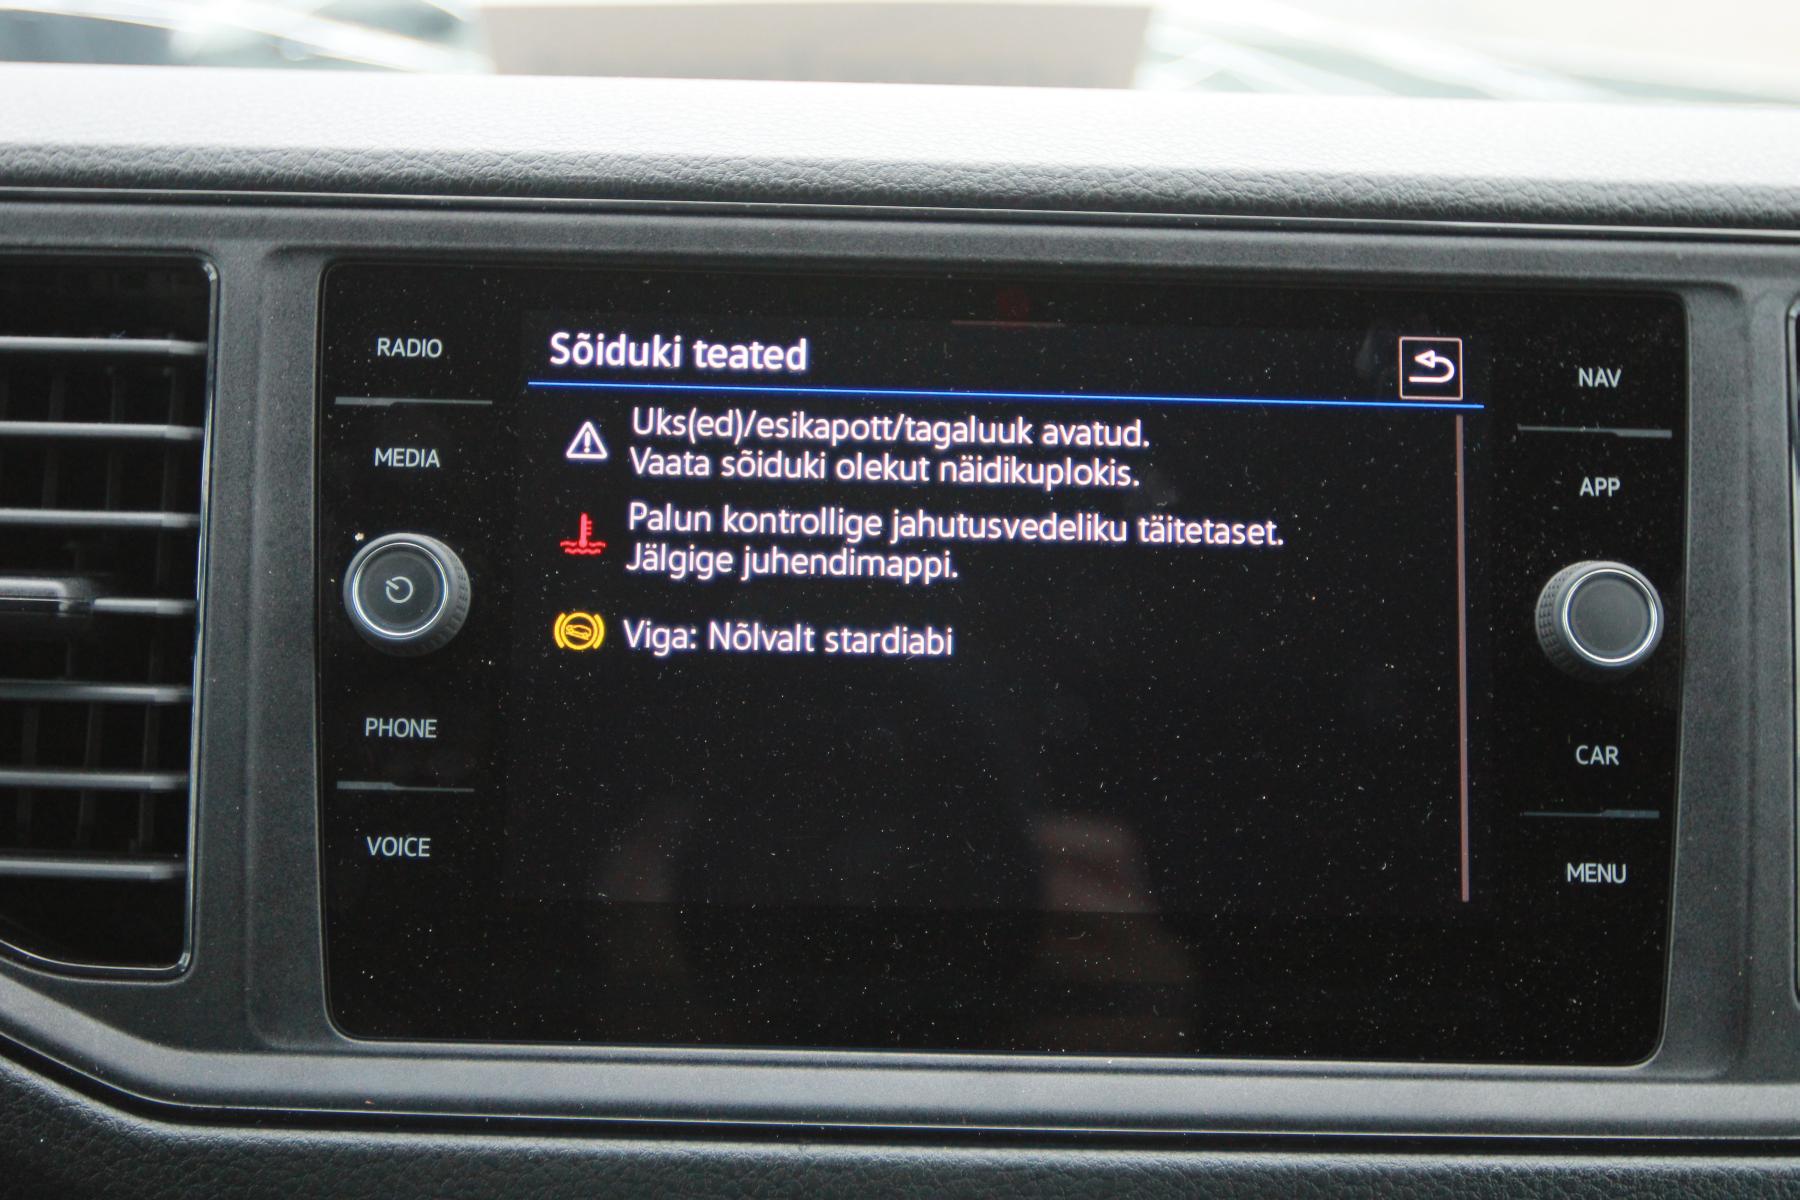 RADIO
MEDIA
PHONE
VOICE
Sõiduki teated
Uks(ed)/esikapott/tagaluuk avatud.
Vaata sõiduki olekut näidikuplokis.
Palun kontrollige jahutusvedeliku täitetaset.
Jälgige juhendimappi.
Viga: Nõlvalt stardiabi
NAV
APP
CAR
MENU